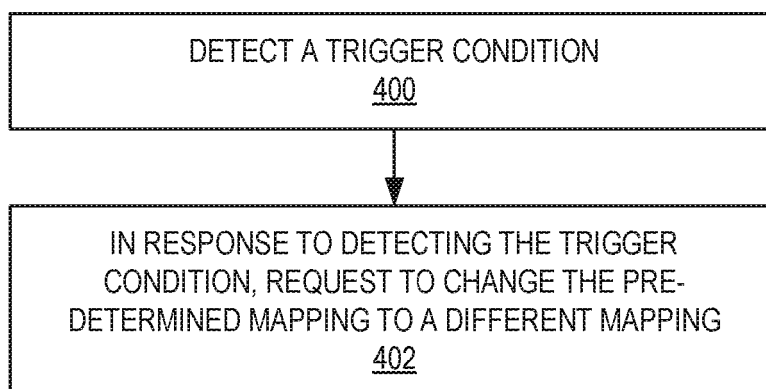 DETECT A TRIGGER CONDITION
400
IN RESPONSE TO DETECTING THE TRIGGER
CONDITION, REQUEST TO CHANGE THE PRE-
DETERMINED MAPPING TO A DIFFERENT MAPPING
402